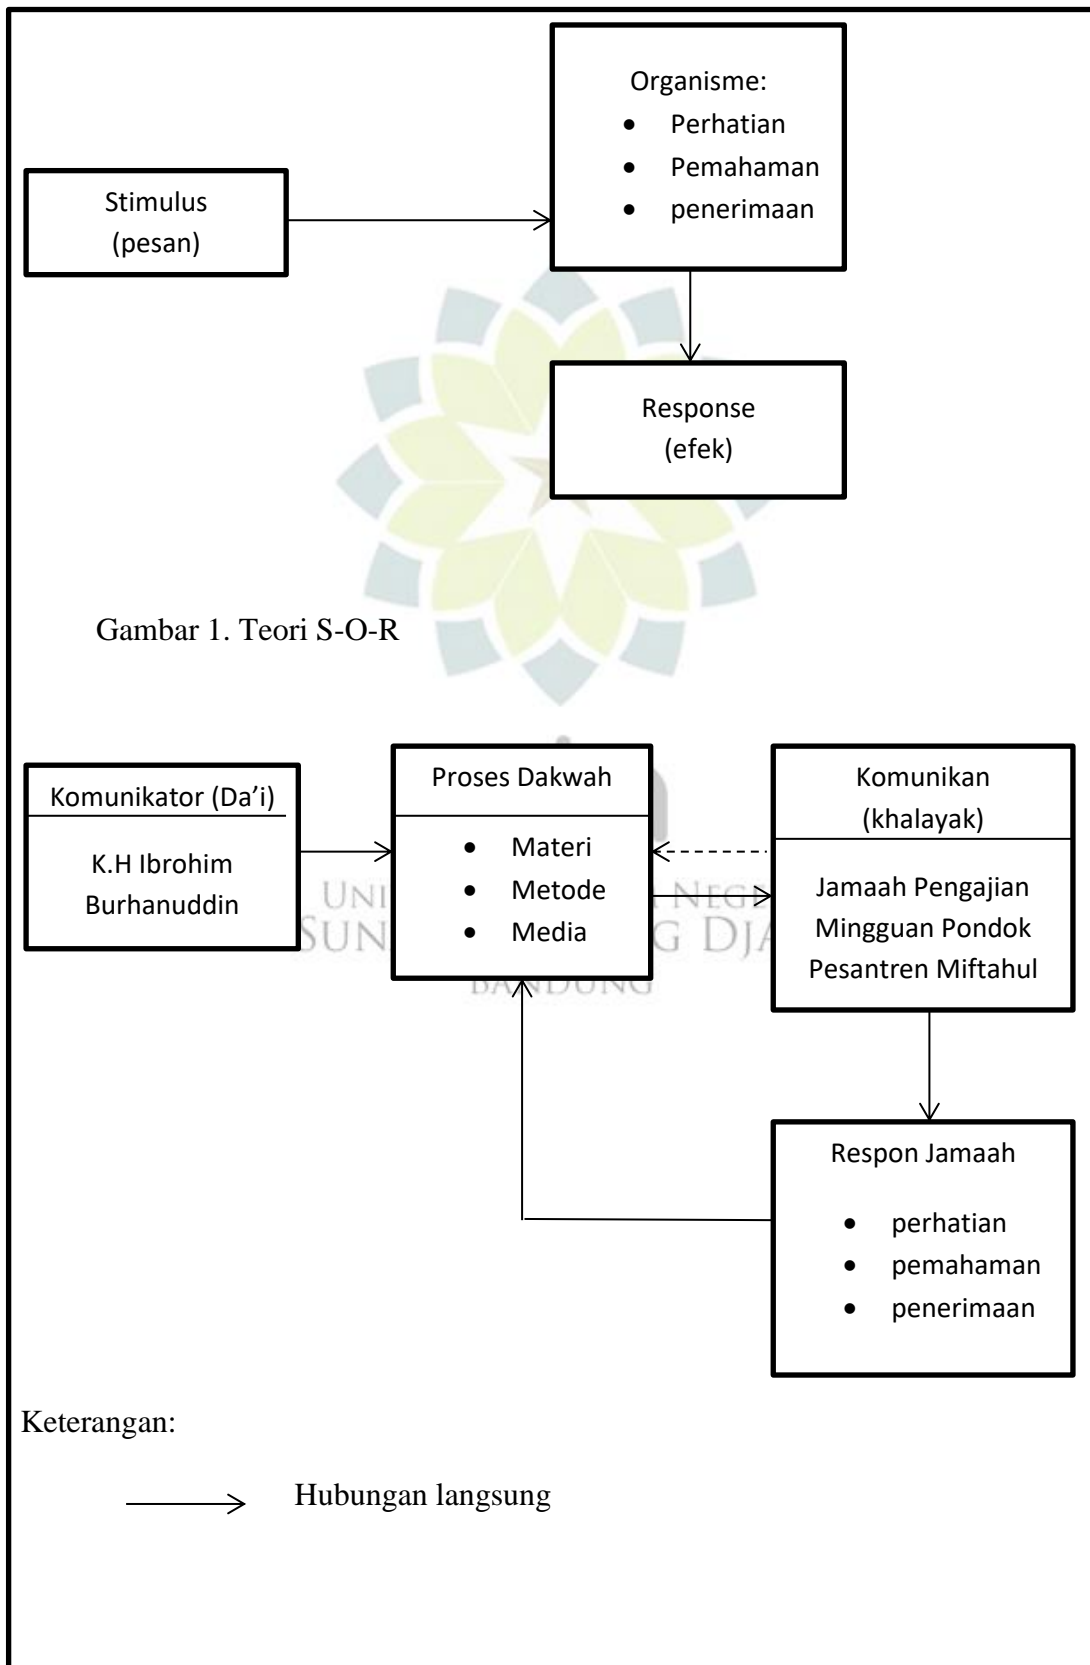 Organisme:
• Perhatian
• Pemahaman
• penerimaan
Stimulus
(pesan)
Response
(efek)
Gambar 1. Teori S-O-R
Komunikator (Da’i)
K.H Ibrohim
Burhanuddin
Proses Dakwah
• Materi
• Metode
• Media
Komunikan
(khalayak)
Jamaah Pengajian
Mingguan Pondok
Pesantren Miftahul
BANDUNG
Respon Jamaah
• perhatian
• pemahaman
• penerimaan
Keterangan:
Hubungan langsung